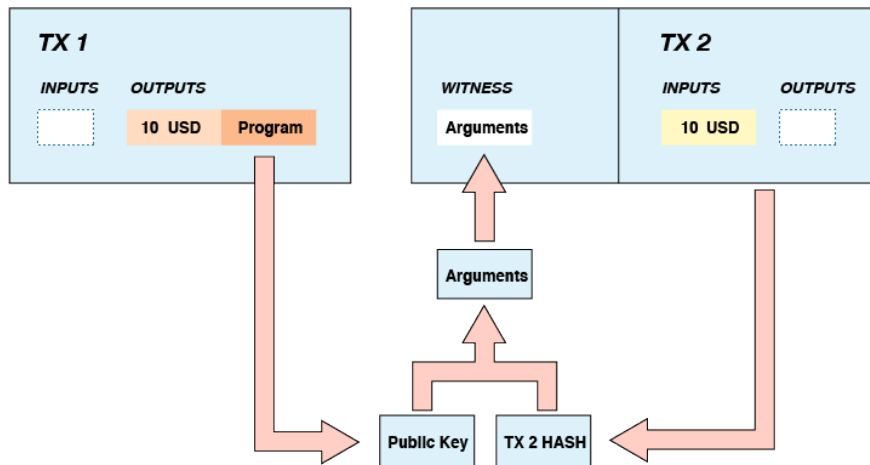 TX 1
INPUTS
OUTPUTS
10 USD
Program
WITNESS
Arguments
TX 2
INPUTS
OUTPUTS
10 USD
Arguments
Public Key
TX 2 HASH